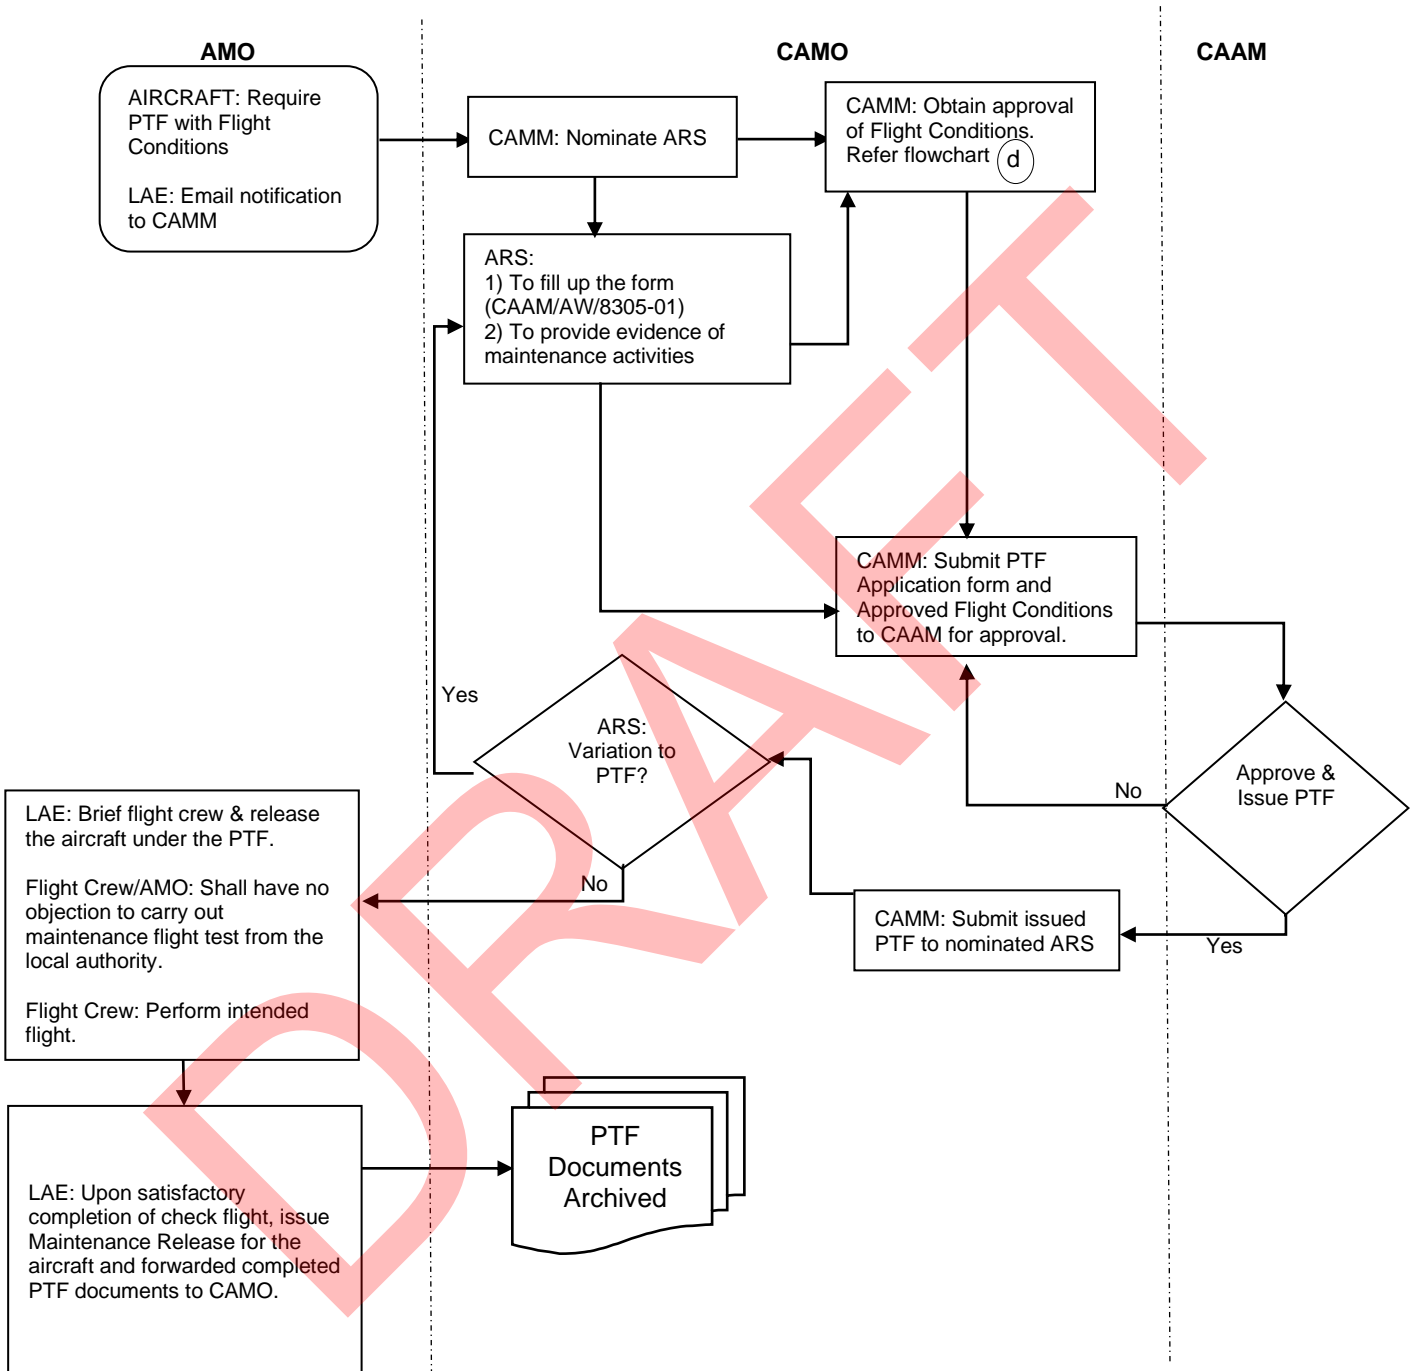 AMO
CAMO
CAAM
AIRCRAFT: Require
PTF with Flight
Conditions
LAE: Email notification
to CAMM
CAMM: Nominate ARS
CAMM: Obtain approval
of Flight Conditions.
Refer flowchart d
ARS:
1) To fill up the form
(CAAM/AW/8305-01)
2) To provide evidence of
maintenance activities
CAMM: Submit PTF
Application form and
Approved Flight Conditions
to CAAM for approval.
Yes
ARS:
Variation to
PTF?
No
Approve &
Issue PTF
No
Yes
CAMM: Submit issued
PTF to nominated ARS
LAE: Brief flight crew & release
the aircraft under the PTF.
Flight Crew/AMO: Shall have no
objection to carry out
maintenance flight test from the
local authority.
Flight Crew: Perform intended
flight.
LAE: Upon satisfactory
completion of check flight, issue
Maintenance Release for the
aircraft and forwarded completed
PTF documents to CAMO.
PTF
Documents
Archived
DRAFT